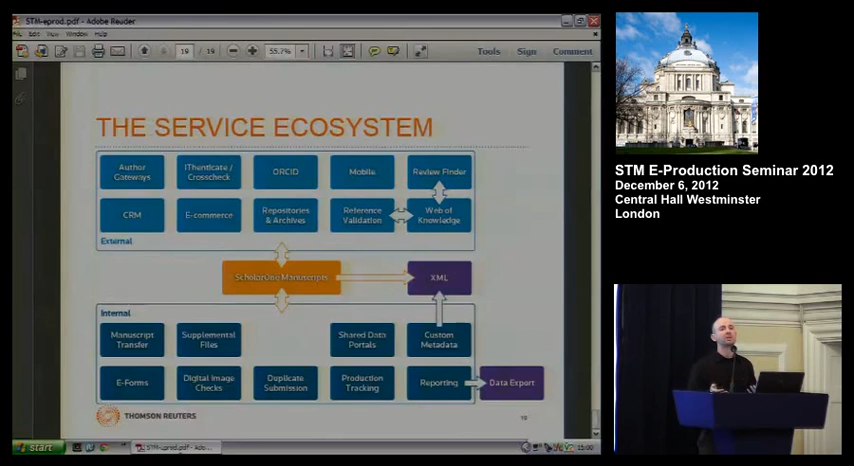 STM-eprod.pdf - Adobe Reader
Edit View Window Help
19 / 19 53.7% Tools Sign Comment
THE SERVICE ECOSYSTEM
Author Gateways
iThenticate / Crosscheck
ORCID
Mobile
Review Finder
CRM
E-commerce
Repositories & Archives
Reference Validation
Web of Knowledge
External
ScholarOne Manuscripts
XML
Internal
Manuscript Transfer
Supplemental Files
Shared Data Portals
Custom Metadata
E-Forms
Digital Image Checks
Duplicate Submission
Production Tracking
Reporting
Data Export
THOMSON REUTERS
start
STM-eprod.pdf - Ado...
15:00
STM E-Production Seminar 2012
December 6, 2012
Central Hall Westminster
London